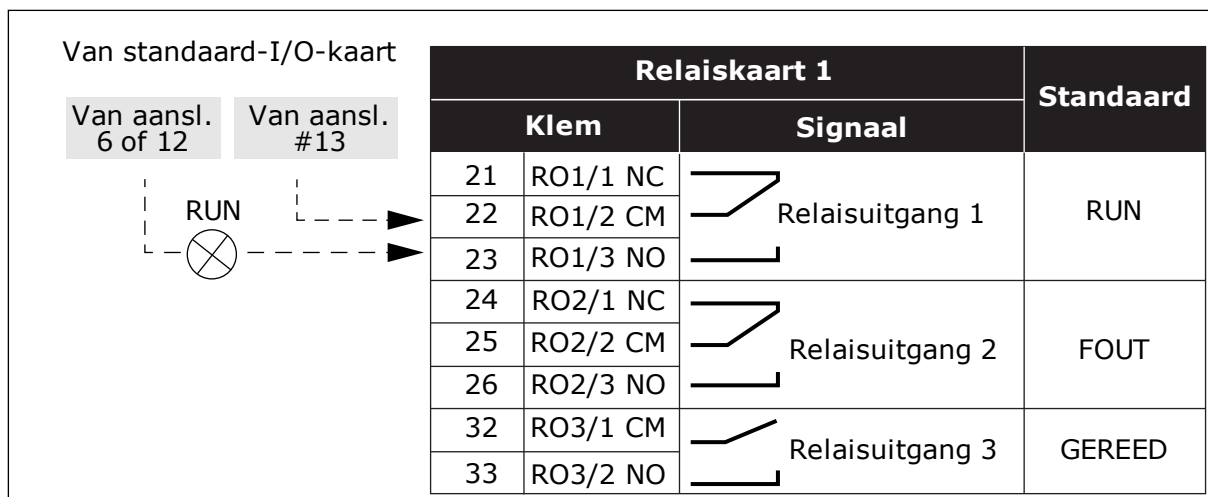 Van standaard-I/O-kaart
Van aansl.
6 of 12
Van aansl.
#13
RUN
Relaiskaart 1
Standaard
Klem
Signaal
21 RO1/1 NC
22 RO1/2 CM
23 RO1/3 NO
Relaisuitgang 1
RUN
24 RO2/1 NC
25 RO2/2 CM
26 RO2/3 NO
Relaisuitgang 2
FOUT
32 RO3/1 CM
33 RO3/2 NO
Relaisuitgang 3
GEREED